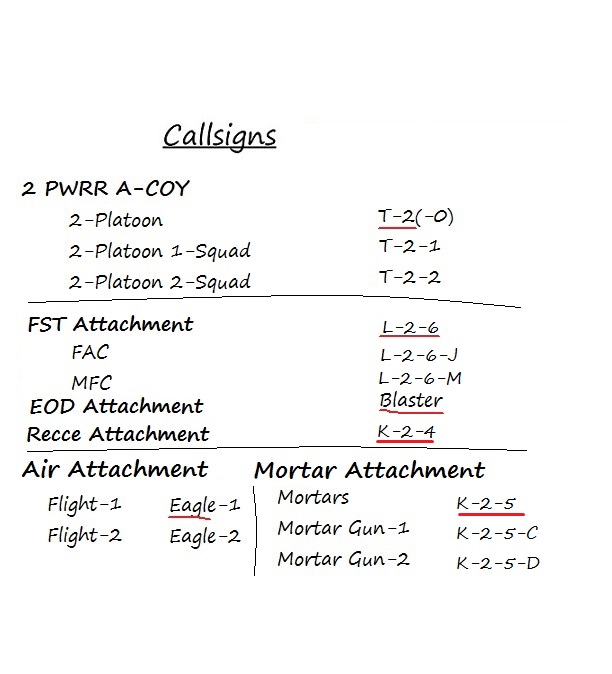 Callsigns
2 PWRR A-COY
2-Platoon T-2(-0)
2-Platoon 1-Squad T-2-1
2-Platoon 2-Squad T-2-2
FST Attachment L-2-6
FAC L-2-6-J
MFC L-2-6-M
EOD Attachment Blaster
Recce Attachment K-2-4
Air Attachment Mortar Attachment
Flight-1 Eagle-1 Mortars K-2-5
Flight-2 Eagle-2 Mortar Gun-1 K-2-5-C
Mortar Gun-2 K-2-5-D